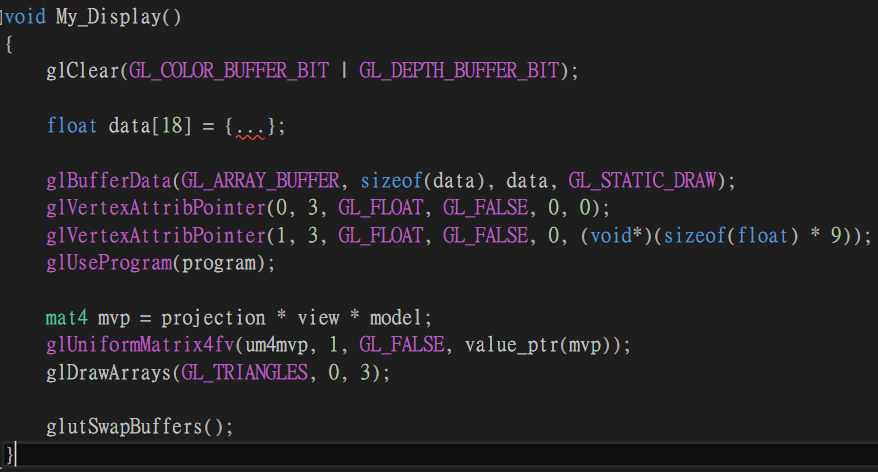 void My_Display()
{
glClear(GL_COLOR_BUFFER_BIT | GL_DEPTH_BUFFER_BIT);
float data[18] = {...};
glBufferData(GL_ARRAY_BUFFER, sizeof(data), data, GL_STATIC_DRAW);
glVertexAttribPointer(0, 3, GL_FLOAT, GL_FALSE, 0, 0);
glVertexAttribPointer(1, 3, GL_FLOAT, GL_FALSE, 0, (void*)(sizeof(float) * 9));
glUseProgram(program);
mat4 mvp = projection * view * model;
glUniformMatrix4fv(um4mvp, 1, GL_FALSE, value_ptr(mvp));
glDrawArrays(GL_TRIANGLES, 0, 3);
glutSwapBuffers();
}